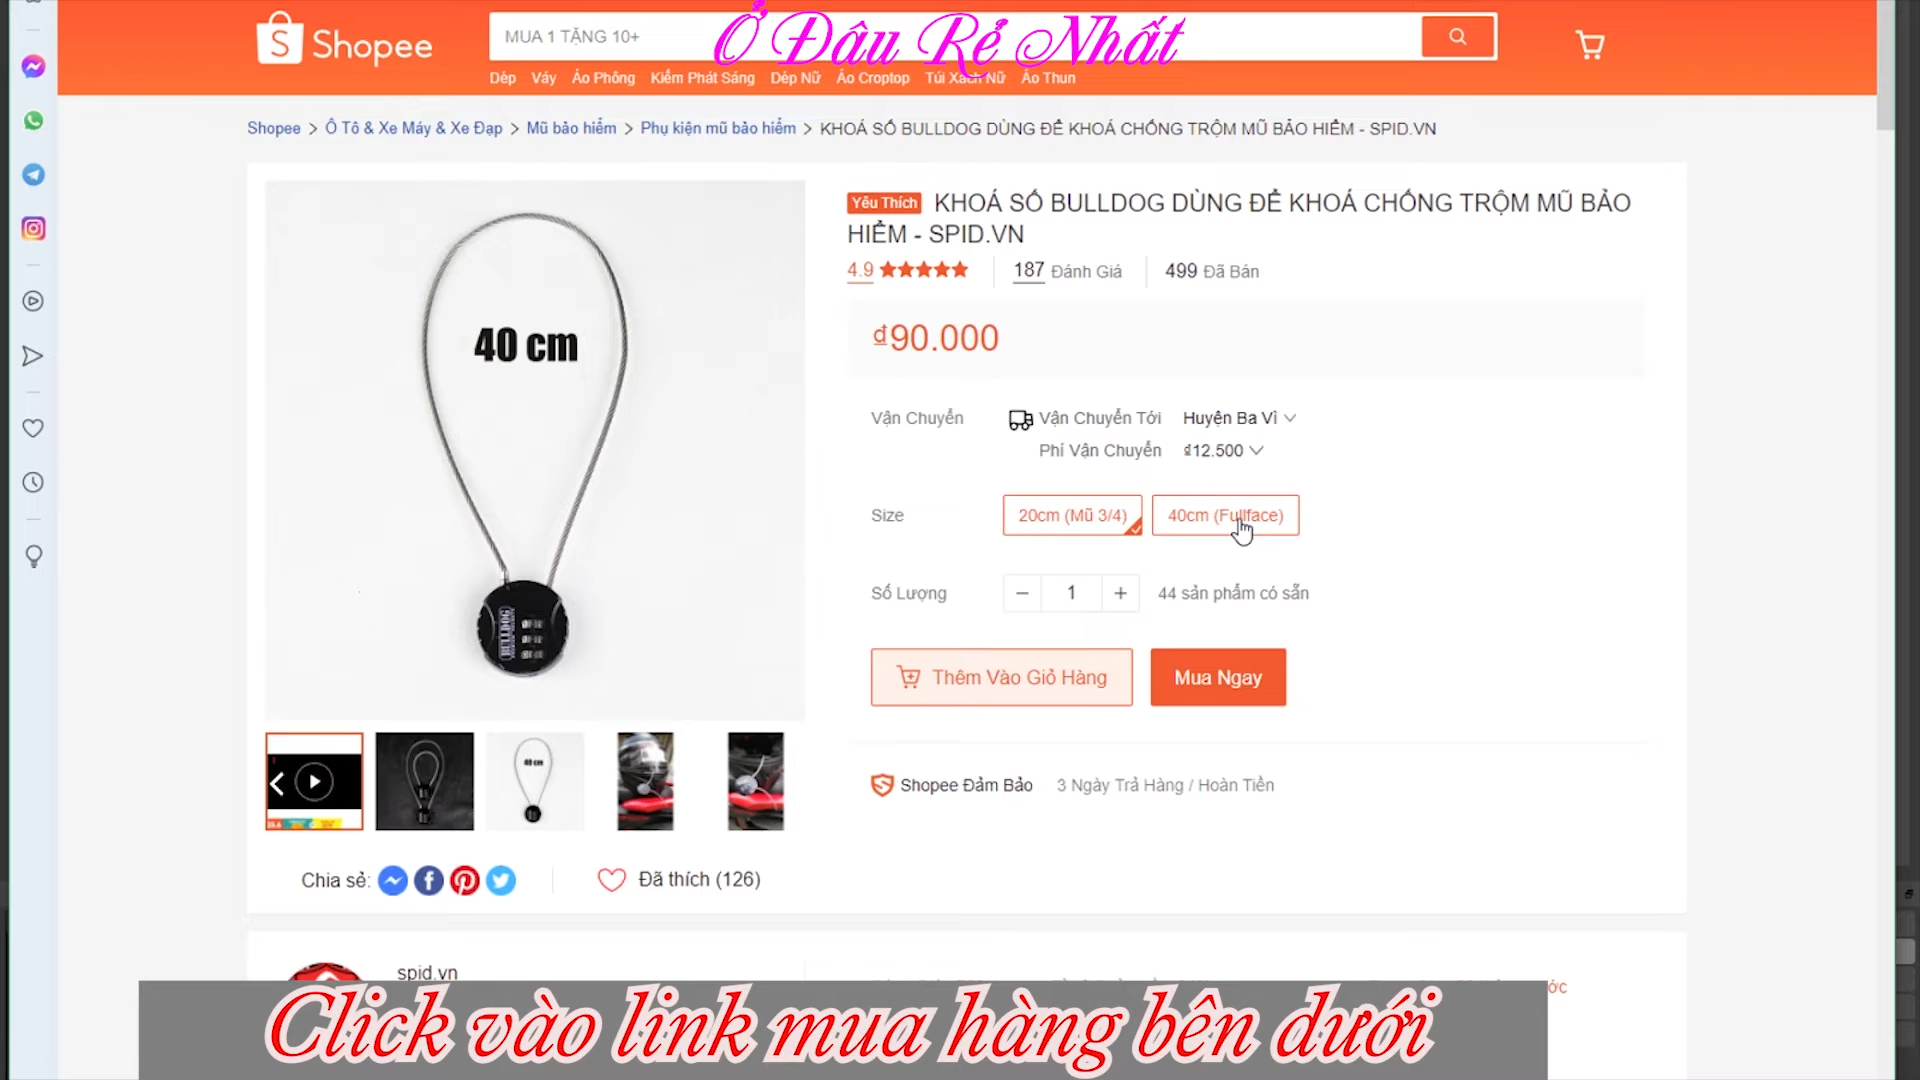 Ở Đâu Rẻ Nhất
Shopee
MUA 1 TẶNG 10+
Dép Váy Áo Phông Kiếm Phát Sáng Dép Nữ Áo Croptop Túi Xách Nữ Áo Thun
Shopee > Ô Tô & Xe Máy & Xe Đạp > Mũ bảo hiểm > Phụ kiện mũ bảo hiểm > KHOÁ SỐ BULLDOG DÙNG ĐỂ KHOÁ CHỐNG TRỘM MŨ BẢO HIỂM - SPID.VN
Yêu Thích KHOÁ SỐ BULLDOG DÙNG ĐỂ KHOÁ CHỐNG TRỘM MŨ BẢO
HIỂM - SPID.VN
4.9 187 Đánh Giá 499 Đã Bán
₫90.000
40 cm
BULLDOG
Vận Chuyển Vận Chuyển Tới Huyện Ba Vì
Phí Vận Chuyển ₫12.500
Size 20cm (Mũ 3/4) 40cm (Fullface)
Số Lượng - 1 + 44 sản phẩm có sẵn
Thêm Vào Giỏ Hàng Mua Ngay
40 cm
Shopee Đảm Bảo 3 Ngày Trả Hàng / Hoàn Tiền
Chia sẻ: Đã thích (126)
spid.vn
Click vào link mua hàng bên dưới